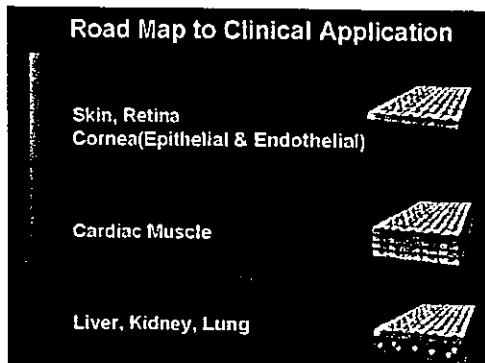 Road Map to Clinical Application
Skin, Retina
Cornea(Epithelial & Endothelial)
Cardiac Muscle
Liver, Kidney, Lung